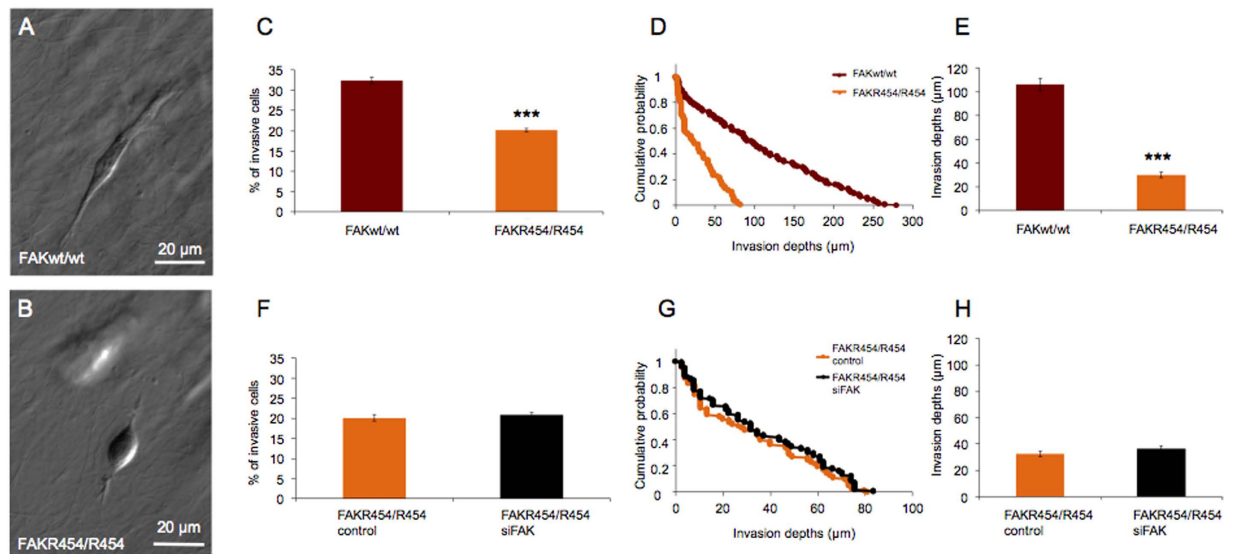 A
FAKwt/wt
20 µm
B
FAKR454/R454
20 µm
C
% of invasive cells
35
30
25
20
15
10
5
0
***
FAKwt/wt
FAKR454/R454
D
Cumulative probability
1
0.8
0.6
0.4
0.2
0
0
50
100
150
200
250
300
Invasion depths (µm)
FAKwt/wt
FAKR454/R454
E
Invasion depths (µm)
120
100
80
60
40
20
0
***
FAKwt/wt
FAKR454/R454
F
% of invasive cells
35
30
25
20
15
10
5
0
FAKR454/R454
control
FAKR454/R454
siFAK
G
Cumulative probability
1
0.8
0.6
0.4
0.2
0
0
20
40
60
80
100
Invasion depths (µm)
FAKR454/R454
control
FAKR454/R454
siFAK
H
Invasion depths (µm)
120
100
80
60
40
20
0
FAKR454/R454
control
FAKR454/R454
siFAK